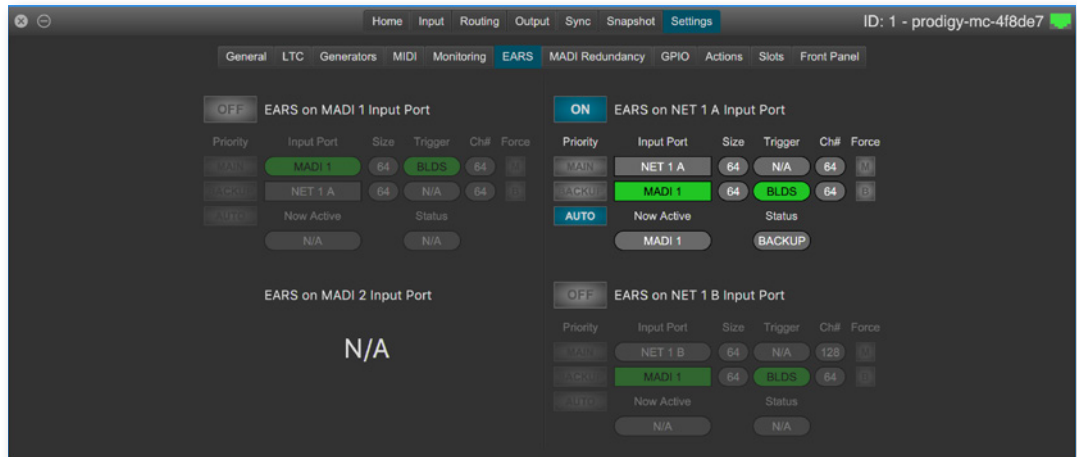 Home Input Routing Output Sync Snapshot Settings ID: 1 - prodigy-mc-4f8de7
General LTC Generators MIDI Monitoring EARS MADI Redundancy GPIO Actions Slots Front Panel
OFF EARS on MADI 1 Input Port
Priority Input Port Size Trigger Ch# Force
MAIN MADI 1 64 BLDS 64 M
BACKUP NET 1 A 64 N/A 64 B
AUTO Now Active Status
N/A N/A
ON EARS on NET 1 A Input Port
Priority Input Port Size Trigger Ch# Force
MAIN NET 1 A 64 N/A 64 M
BACKUP MADI 1 64 BLDS 64 B
AUTO Now Active Status
MADI 1 BACKUP
EARS on MADI 2 Input Port
N/A
OFF EARS on NET 1 B Input Port
Priority Input Port Size Trigger Ch# Force
MAIN NET 1 B 64 N/A 128 M
BACKUP MADI 1 64 BLDS 64 B
AUTO Now Active Status
N/A N/A